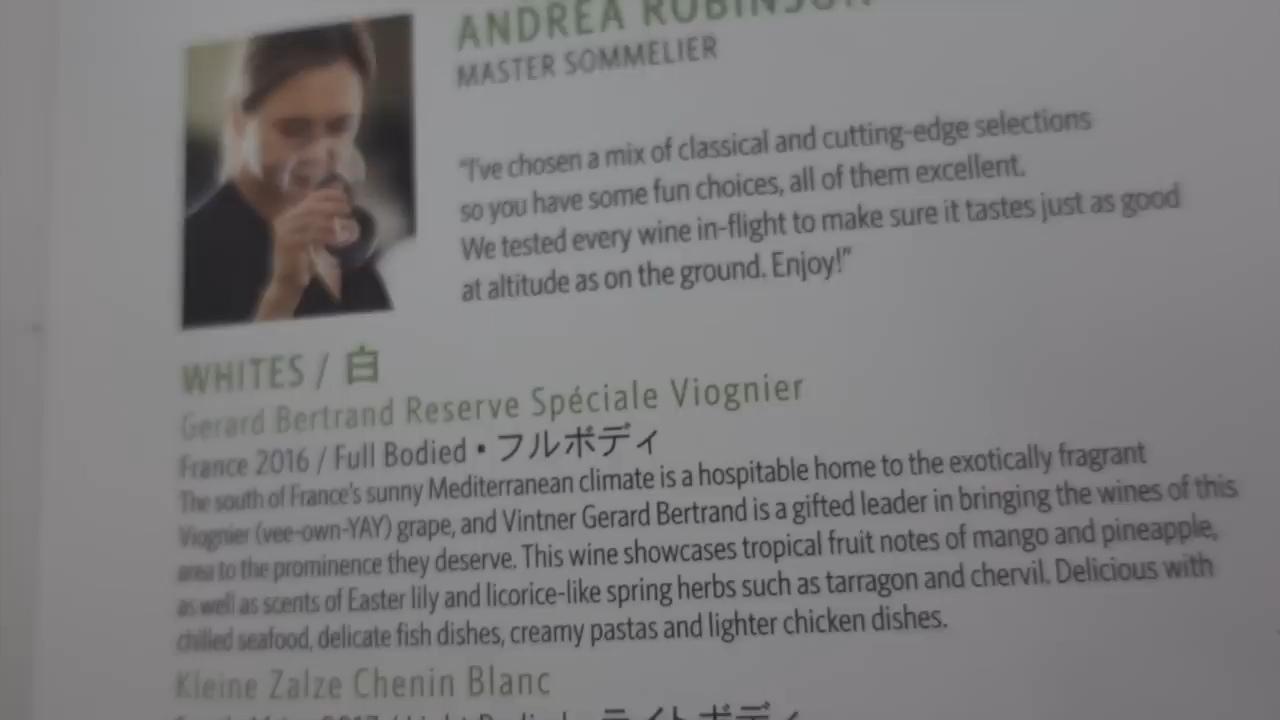 ANDREA ROBINSON
MASTER SOMMELIER
"I've chosen a mix of classical and cutting-edge selections
so you have some fun choices, all of them excellent.
We tested every wine in-flight to make sure it tastes just as good
at altitude as on the ground. Enjoy!"
WHITES / 白
Gerard Bertrand Reserve Spéciale Viognier
France 2016 / Full Bodied • フルボディ
The south of France's sunny Mediterranean climate is a hospitable home to the exotically fragrant
Viognier (vee-own-YAY) grape, and Vintner Gerard Bertrand is a gifted leader in bringing the wines of this
area to the prominence they deserve. This wine showcases tropical fruit notes of mango and pineapple,
as well as scents of Easter lily and licorice-like spring herbs such as tarragon and chervil. Delicious with
chilled seafood, delicate fish dishes, creamy pastas and lighter chicken dishes.
Kleine Zalze Chenin Blanc